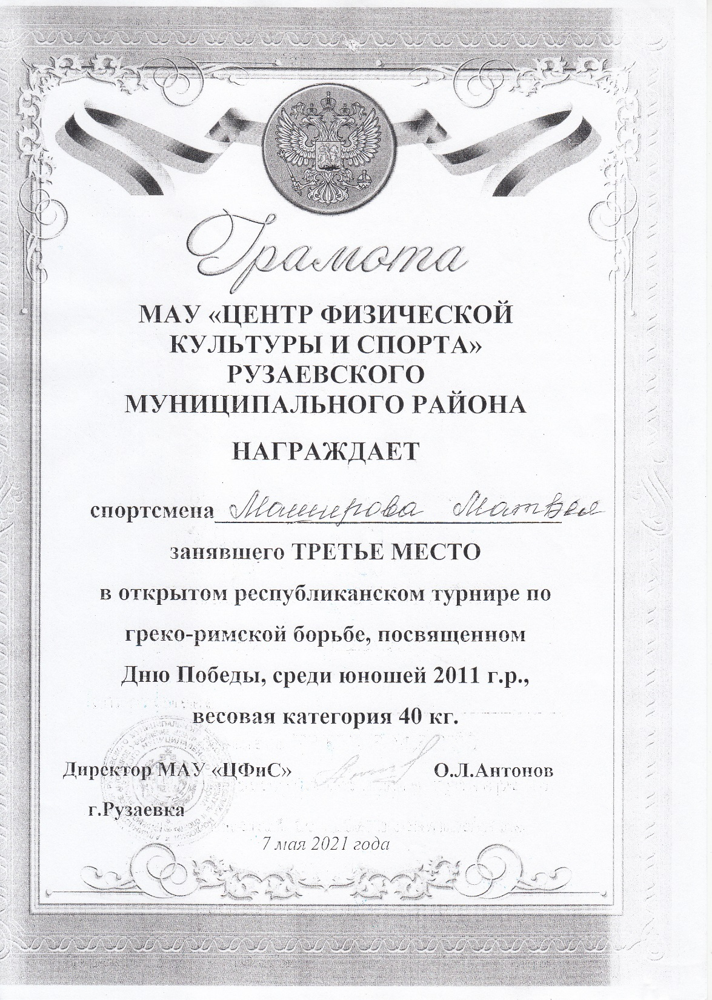 Грамота
МАУ «ЦЕНТР ФИЗИЧЕСКОЙ
КУЛЬТУРЫ И СПОРТА»
РУЗАЕВСКОГО
МУНИЦИПАЛЬНОГО РАЙОНА
НАГРАЖДАЕТ
спортсмена Маширова Матвея
занявшего ТРЕТЬЕ МЕСТО
в открытом республиканском турнире по
греко-римской борьбе, посвященном
Дню Победы, среди юношей 2011 г.р.,
весовая категория 40 кг.
Директор МАУ «ЦФиС» О.Л.Антонов
г.Рузаевка
7 мая 2021 года